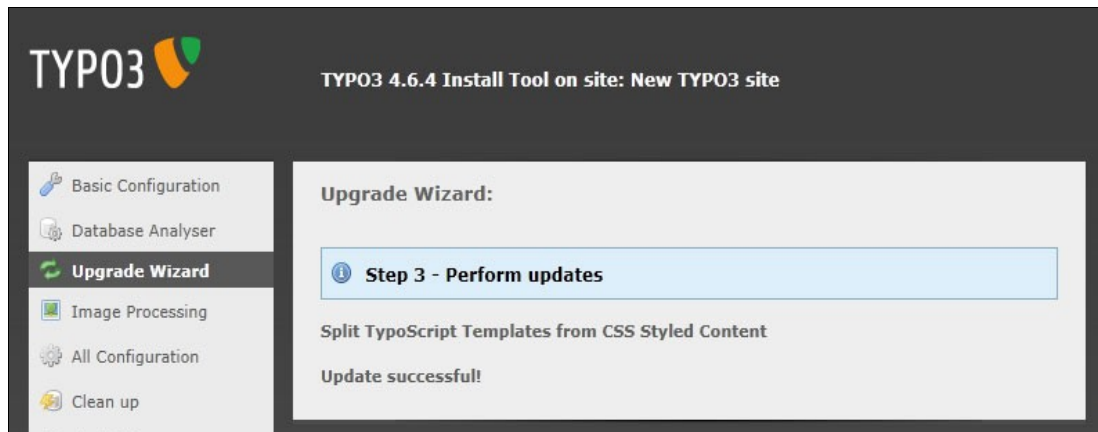 TYPO3
TYPO3 4.6.4 Install Tool on site: New TYPO3 site
Basic Configuration
Database Analyser
Upgrade Wizard
Image Processing
All Configuration
Clean up
Upgrade Wizard:
Step 3 - Perform updates
Split TypoScript Templates from CSS Styled Content
Update successful!